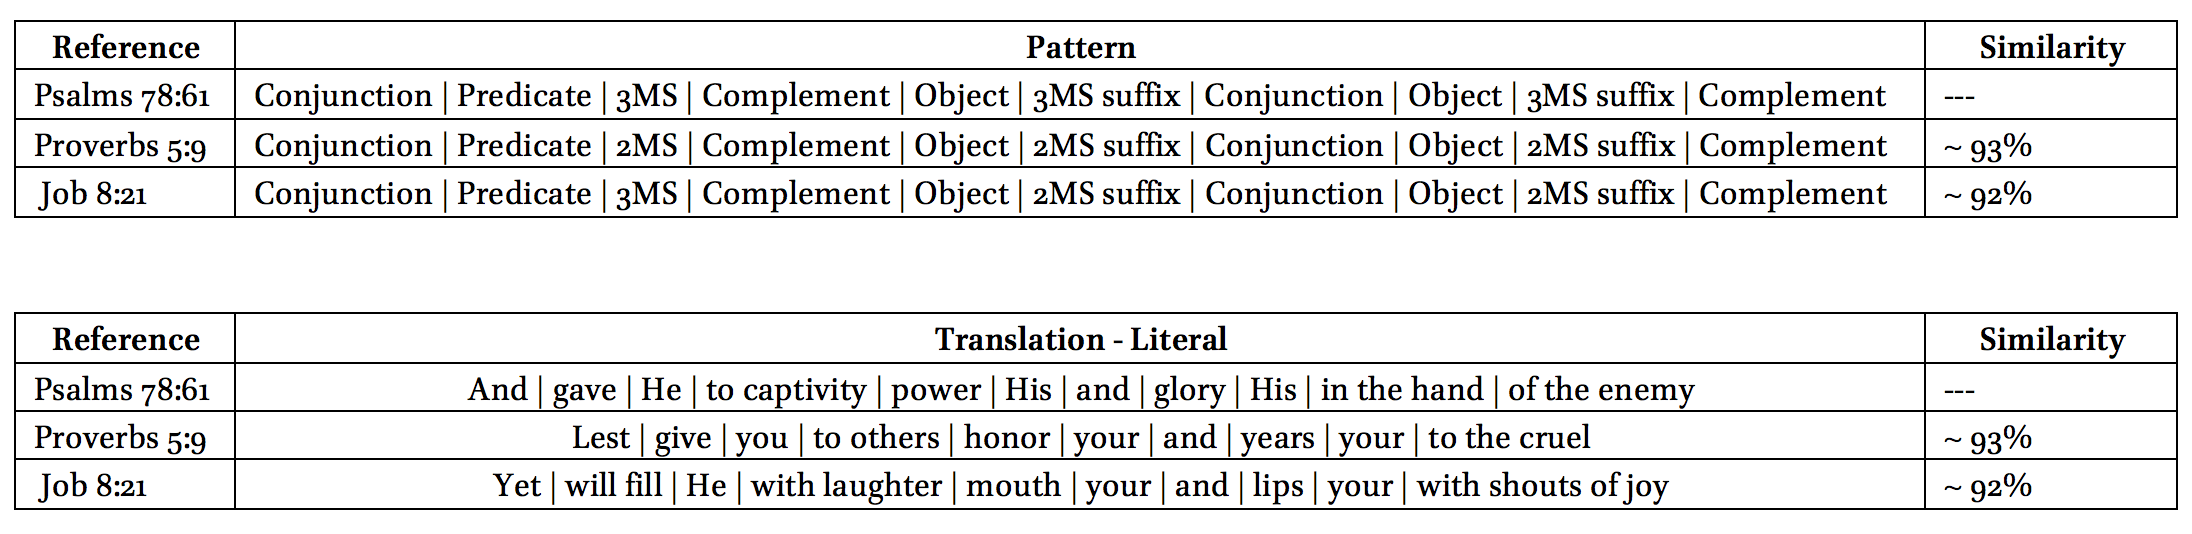 Reference Pattern Similarity
Psalms 78:61 Conjunction | Predicate | 3MS | Complement | Object | 3MS suffix | Conjunction | Object | 3MS suffix | Complement ---
Proverbs 5:9 Conjunction | Predicate | 2MS | Complement | Object | 2MS suffix | Conjunction | Object | 2MS suffix | Complement ~ 93%
Job 8:21 Conjunction | Predicate | 3MS | Complement | Object | 2MS suffix | Conjunction | Object | 2MS suffix | Complement ~ 92%
Reference Translation - Literal Similarity
Psalms 78:61 And | gave | He | to captivity | power | His | and | glory | His | in the hand | of the enemy ---
Proverbs 5:9 Lest | give | you | to others | honor | your | and | years | your | to the cruel ~ 93%
Job 8:21 Yet | will fill | He | with laughter | mouth | your | and | lips | your | with shouts of joy ~ 92%